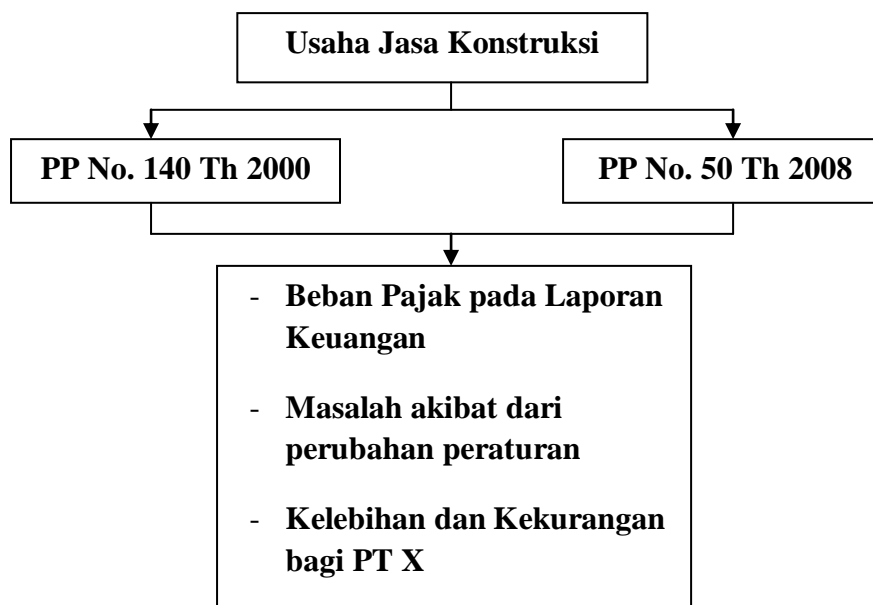 Usaha Jasa Konstruksi
PP No. 140 Th 2000
PP No. 50 Th 2008
- Beban Pajak pada Laporan
Keuangan
- Masalah akibat dari
perubahan peraturan
- Kelebihan dan Kekurangan
bagi PT X